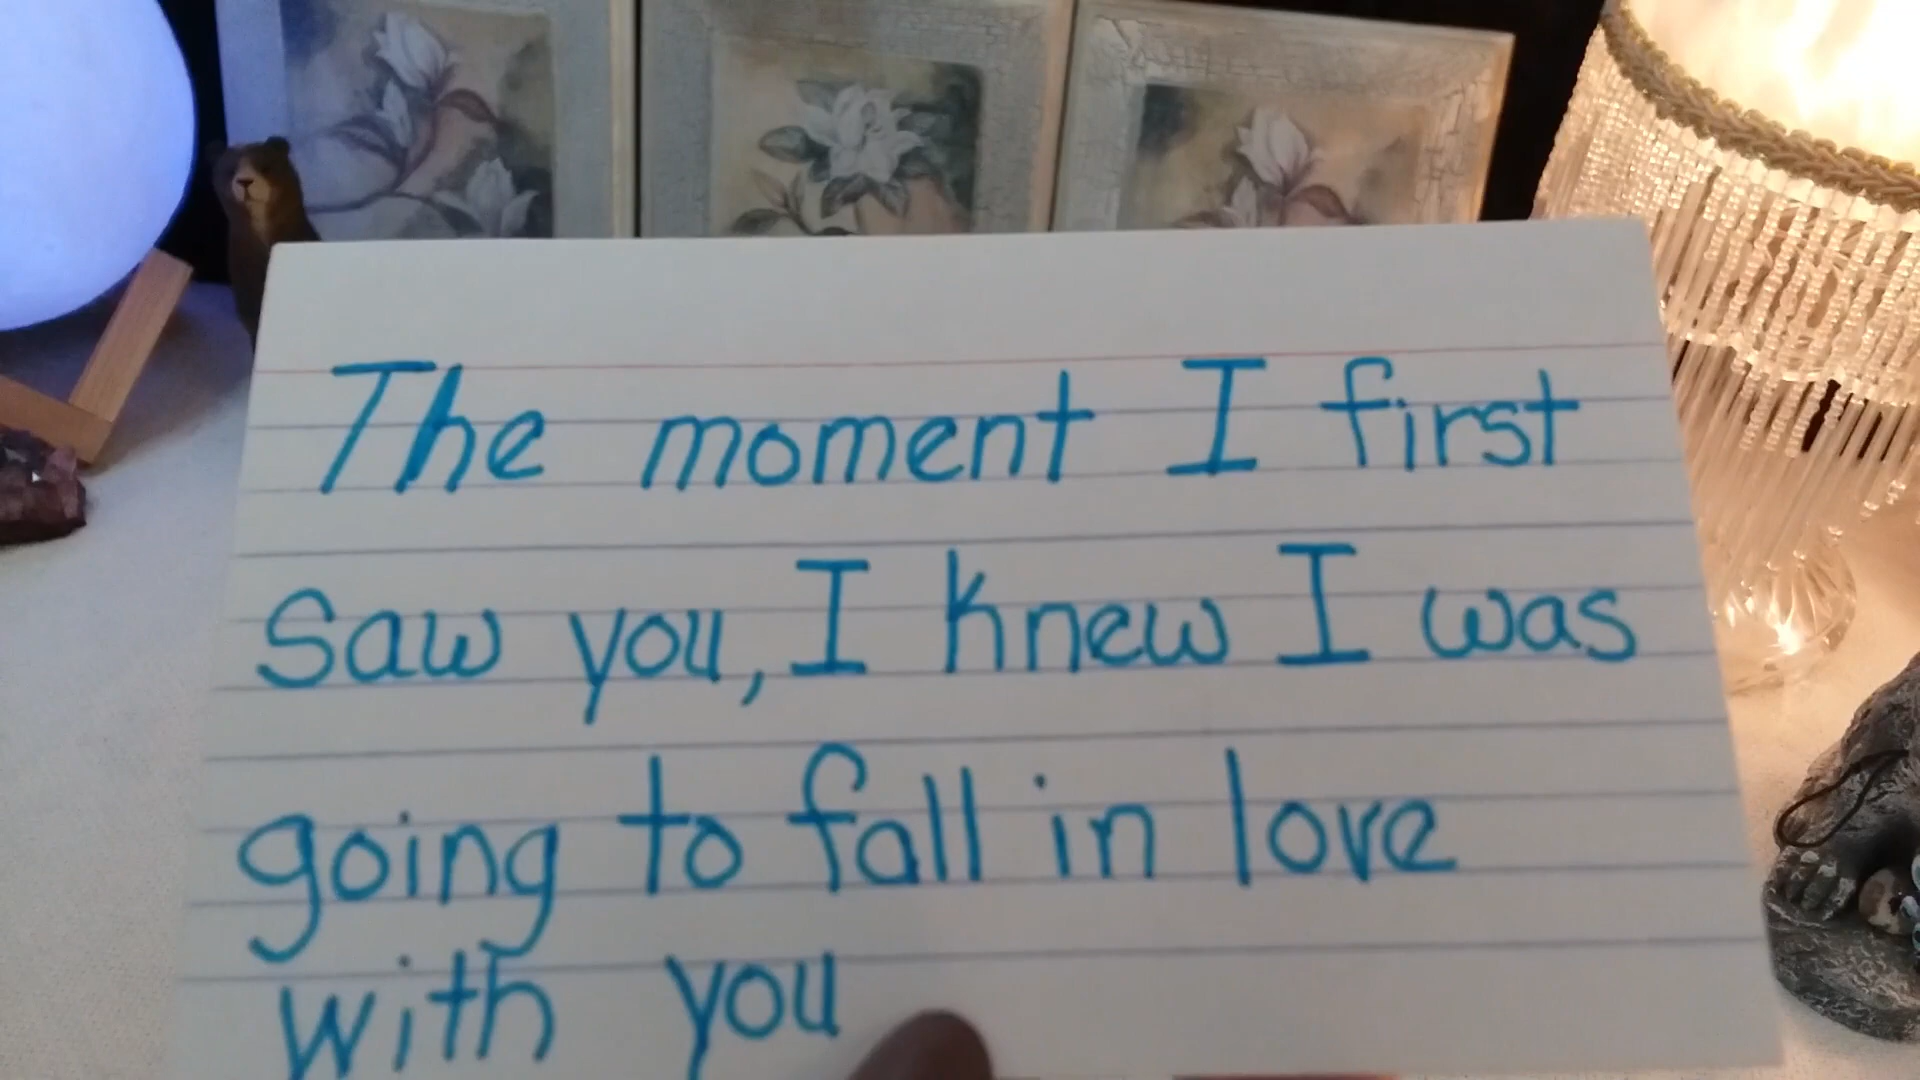 The moment I first
Saw you, I knew I was
going to fall in love
with you